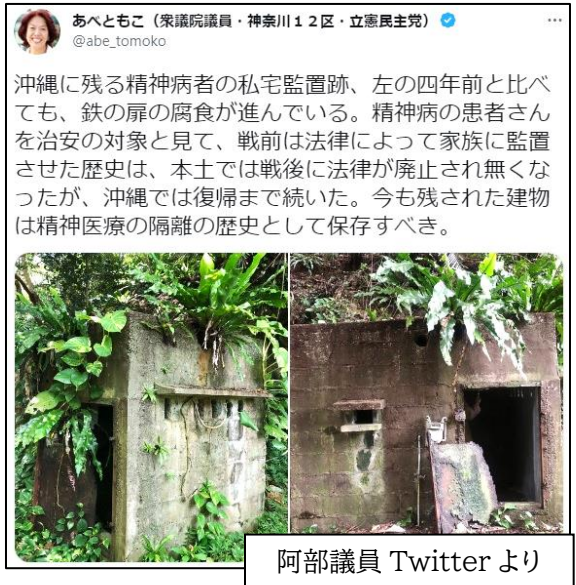 あべともこ（衆議院議員・神奈川１２区・立憲民主党）
@abe_tomoko
沖縄に残る精神病者の私宅監置跡、左の四年前と比べ
ても、鉄の扉の腐食が進んでいる。精神病の患者さん
を治安の対象と見て、戦前は法律によって家族に監置
させた歴史は、本土では戦後に法律が廃止され無くな
ったが、沖縄では復帰まで続いた。今も残された建物
は精神医療の隔離の歴史として保存すべき。
阿部議員 Twitter より